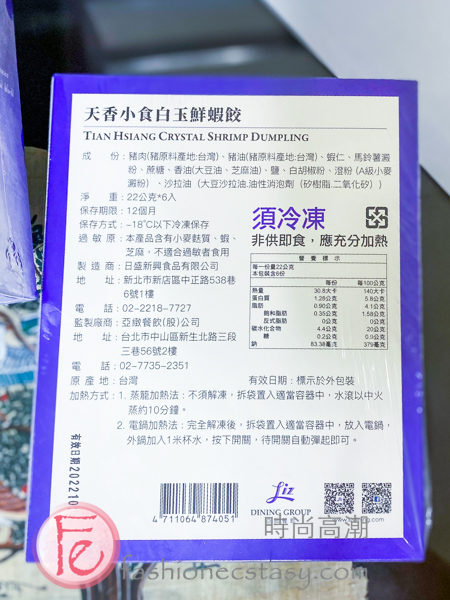 天香小食白玉鮮蝦餃
TIAN HSIANG CRYSTAL SHRIMP DUMPLING
成　份：豬肉(豬原料產地:台灣)、豬油(豬原料產地:台灣)、蝦仁、馬鈴薯澱
粉、蔗糖、香油(大豆油、芝麻油)、鹽、白胡椒粉、澄粉(A級小麥
澱粉)、沙拉油(大豆沙拉油,油性消泡劑(矽樹脂.二氧化矽))
淨　重：22公克*6入
保存期限：12個月
保存方式：–18℃以下冷凍保存
過 敏 原：本產品含有小麥麩質、蝦、
芝麻，不適合過敏者食用
製 造 商：日盛新興食品有限公司
地　址：新北市新店區中正路538巷
6號1樓
電　話：02-2218-7727
監製廠商：亞緻餐飲(股)公司
地　址：台北市中山區新生北路三段
三巷56號2樓
電　話：02-7735-2351
原 產 地：台灣
須冷凍
非供即食，應充分加熱
營 養 標 示
每一份量22公克
本包裝含6份
每份 每100公克
熱量 30.8大卡 140大卡
蛋白質 1.28公克 5.8公克
脂肪 0.90公克 4.1公克
飽和脂肪 0.35公克 1.58公克
反式脂肪 0公克 0公克
碳水化合物 4.4公克 20公克
糖 0.2公克 0.9公克
鈉 83.38毫克 379毫克
有效日期：標示於外包裝
加熱方式：1. 蒸籠加熱法：不須解凍，拆袋置入適當容器中，水滾以中火
蒸約10分鐘。
2. 電鍋加熱法：完全解凍後，拆袋置入適當容器中，放入電鍋，
外鍋加入1米杯水，按下開關，待開關自動彈起即可。
有效日期202210
4 711064 874051
Liz
DINING GROUP
時尚高潮
fashionecstasy.com
Fe